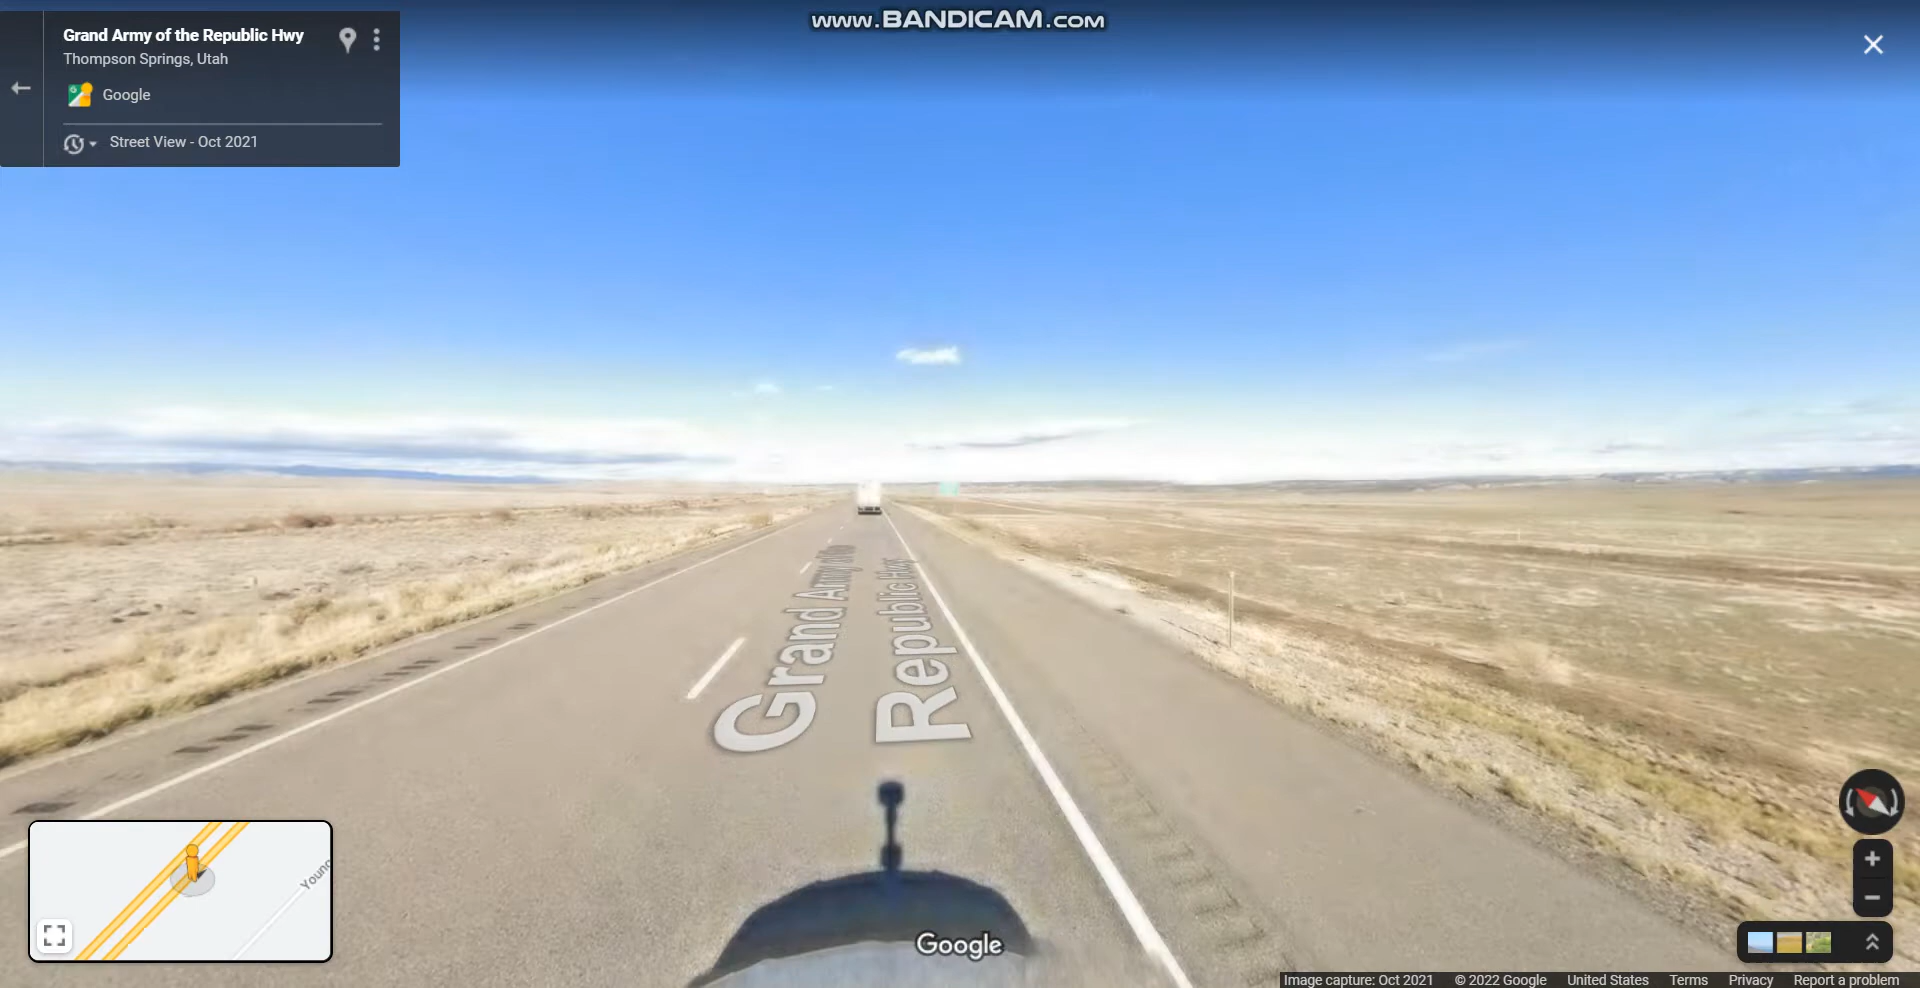 www.BANDICAM.com
Grand Army of the Republic Hwy
Thompson Springs, Utah
Google
Street View - Oct 2021
Grand Army of the
Republic Hwy
Young
Google
Image capture: Oct 2021 © 2022 Google United States Terms Privacy Report a problem